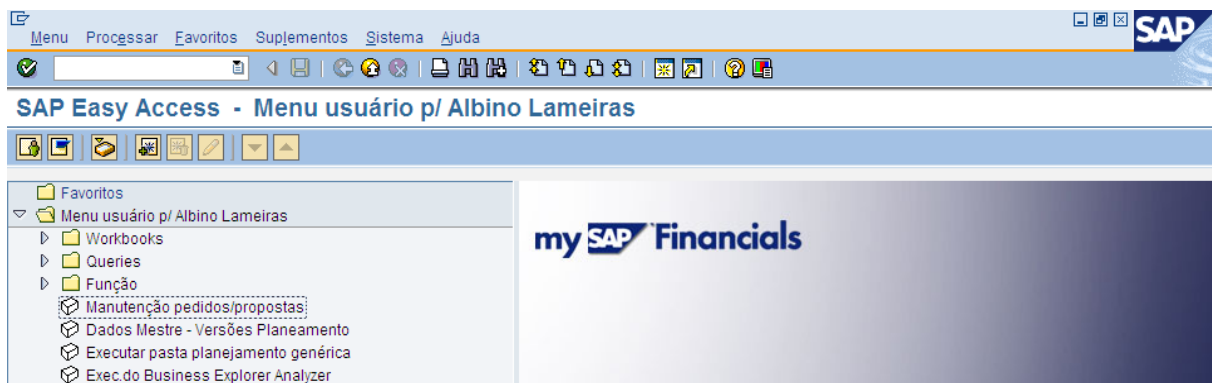 Menu Processar Favoritos Suplementos Sistema Ajuda
SAP
SAP Easy Access - Menu usuário p/ Albino Lameiras
Favoritos
Menu usuário p/ Albino Lameiras
Workbooks
Queries
Função
Manutenção pedidos/propostas
Dados Mestre - Versões Planeamento
Executar pasta planejamento genérica
Exec.do Business Explorer Analyzer
my SAP Financials